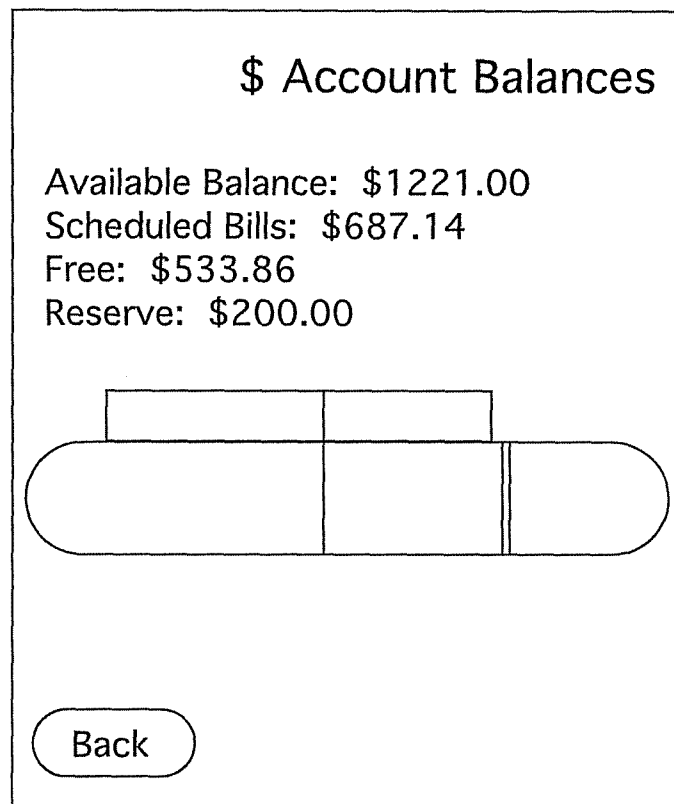 $ Account Balances
Available Balance: $1221.00
Scheduled Bills: $687.14
Free: $533.86
Reserve: $200.00
Back